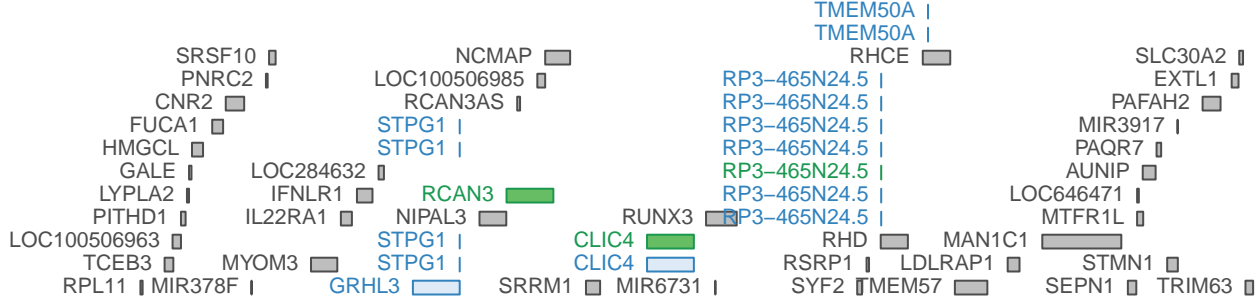 TMEM50A
TMEM50A
SRSF10 NCMAP RHCE SLC30A2
PNRC2 LOC100506985 RP3−465N24.5 EXTL1
CNR2 RCAN3AS RP3−465N24.5 PAFAH2
FUCA1 STPG1 RP3−465N24.5 MIR3917
HMGCL STPG1 RP3−465N24.5 PAQR7
GALE LOC284632 RP3−465N24.5 AUNIP
LYPLA2 IFNLR1 RCAN3 RP3−465N24.5 LOC646471
PITHD1 IL22RA1 NIPAL3 RUNX3 RP3−465N24.5 MTFR1L
LOC100506963 STPG1 CLIC4 RHD MAN1C1
TCEB3 MYOM3 STPG1 CLIC4 RSRP1 LDLRAP1 STMN1
RPL11 MIR378F GRHL3 SRRM1 MIR6731 SYF2 TMEM57 SEPN1 TRIM63